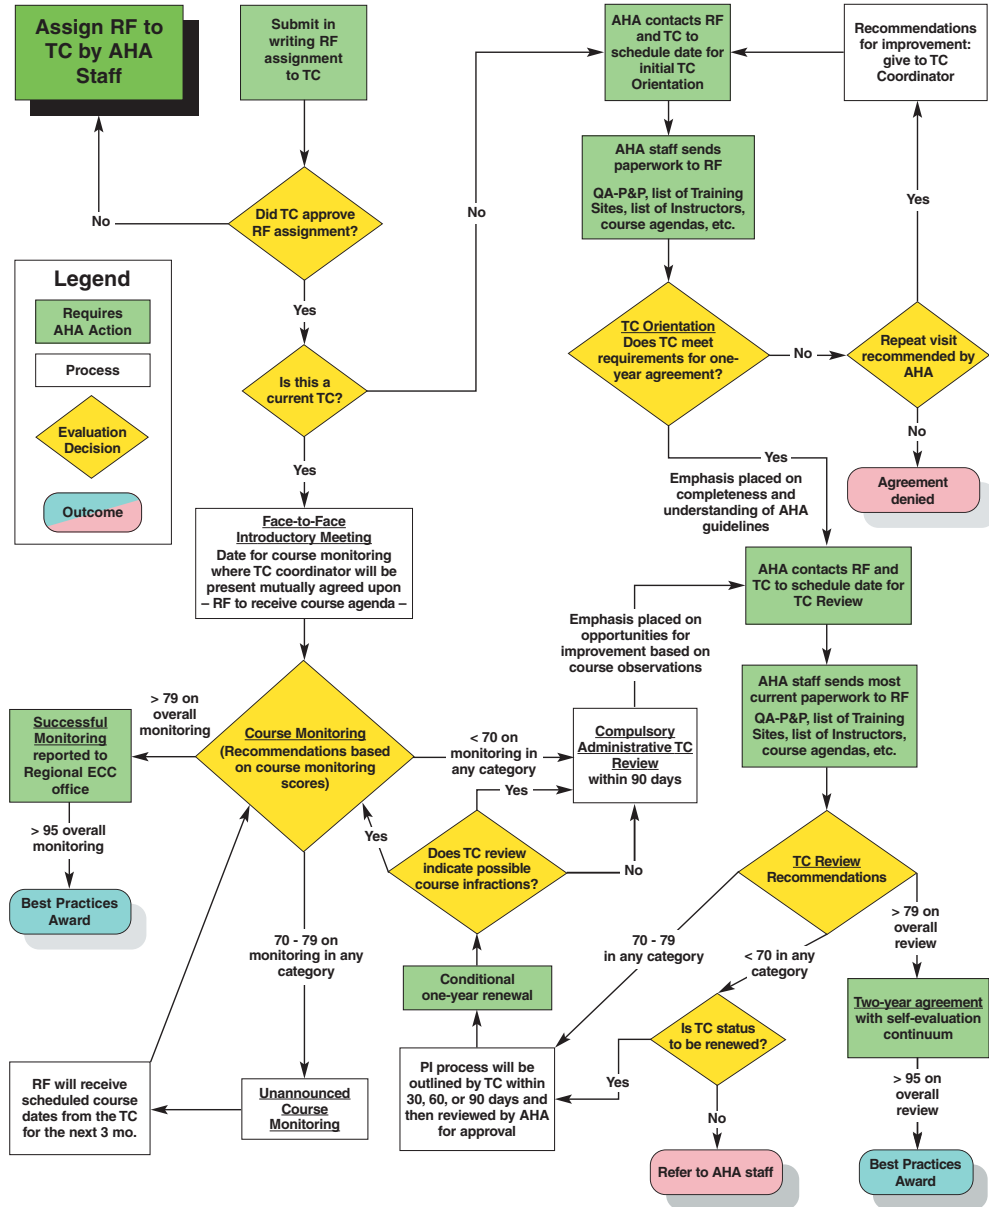 Assign RF to
TC by AHA
Staff
Submit in
writing RF
assignment
to TC
AHA contacts RF
and TC to
schedule date for
initial TC
Orientation
Recommendations
for improvement:
give to TC
Coordinator
No
Did TC approve
RF assignment?
No
AHA staff sends
paperwork to RF
QA-P&P, list of Training
Sites, list of Instructors,
course agendas, etc.
Yes
Legend
Requires
AHA Action
Process
Evaluation
Decision
Outcome
Yes
Is this a
current TC?
Yes
TC Orientation
Does TC meet
requirements for one-
year agreement?
No
Repeat visit
recommended by
AHA
No
Agreement
denied
Yes
Emphasis placed on
completeness and
understanding of AHA
guidelines
Face-to-Face
Introductory Meeting
Date for course monitoring
where TC coordinator will be
present mutually agreed upon
– RF to receive course agenda –
AHA contacts RF and
TC to schedule date for
TC Review
Emphasis placed on
opportunities for
improvement based on
course observations
AHA staff sends most
current paperwork to RF
QA-P&P, list of Training
Sites, list of Instructors,
course agendas, etc.
> 79 on
overall
monitoring
Successful
Monitoring
reported to
Regional ECC
office
Course Monitoring
(Recommendations based
on course monitoring
scores)
< 70 on
monitoring in
any category
Compulsory
Administrative TC
Review
within 90 days
Yes
Yes
Does TC review
indicate possible
course infractions?
No
> 95 overall
monitoring
Best Practices
Award
TC Review
Recommendations
70 - 79 on
monitoring in any
category
70 - 79
in any category
< 70 in any
category
> 79 on
overall
review
Conditional
one-year renewal
Is TC status
to be renewed?
Two-year agreement
with self-evaluation
continuum
RF will receive
scheduled course
dates from the TC
for the next 3 mo.
Unannounced
Course
Monitoring
PI process will be
outlined by TC within
30, 60, or 90 days and
then reviewed by AHA
for approval
Yes
No
> 95 on
overall
review
Refer to AHA staff
Best Practices
Award